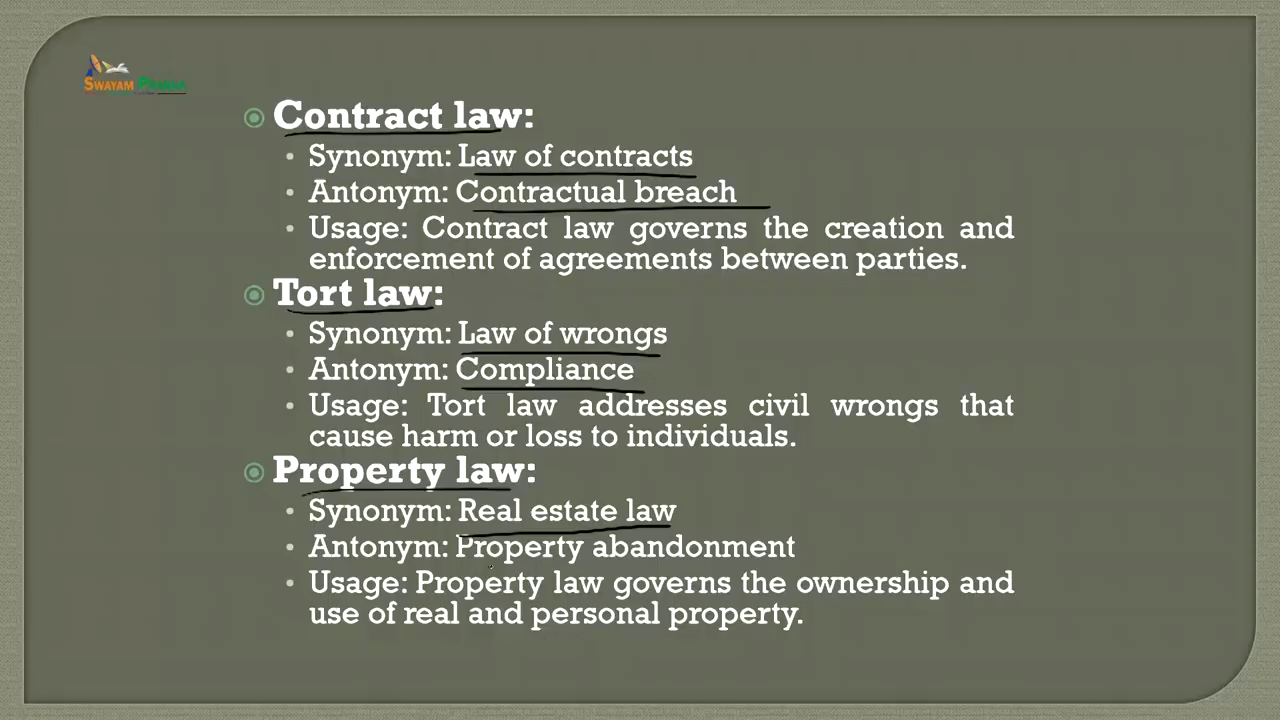 SWAYAM PRABHA
Contract law:
Synonym: Law of contracts
Antonym: Contractual breach
Usage: Contract law governs the creation and
enforcement of agreements between parties.
Tort law:
Synonym: Law of wrongs
Antonym: Compliance
Usage: Tort law addresses civil wrongs that
cause harm or loss to individuals.
Property law:
Synonym: Real estate law
Antonym: Property abandonment
Usage: Property law governs the ownership and
use of real and personal property.